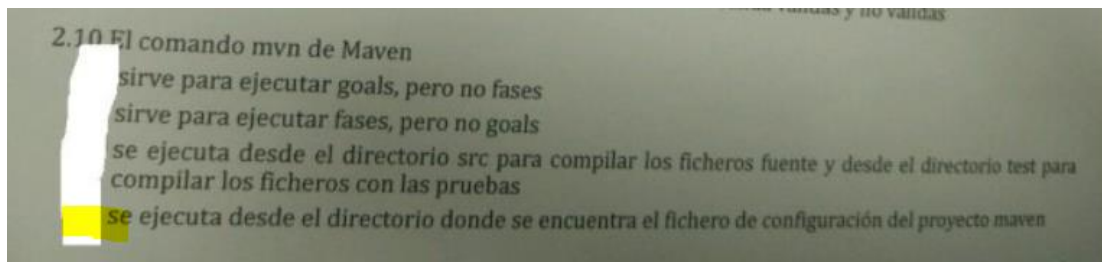 y no validas
2.10 El comando mvn de Maven
sirve para ejecutar goals, pero no fases
sirve para ejecutar fases, pero no goals
se ejecuta desde el directorio src para compilar los ficheros fuente y desde el directorio test para
compilar los ficheros con las pruebas
se ejecuta desde el directorio donde se encuentra el fichero de configuración del proyecto maven